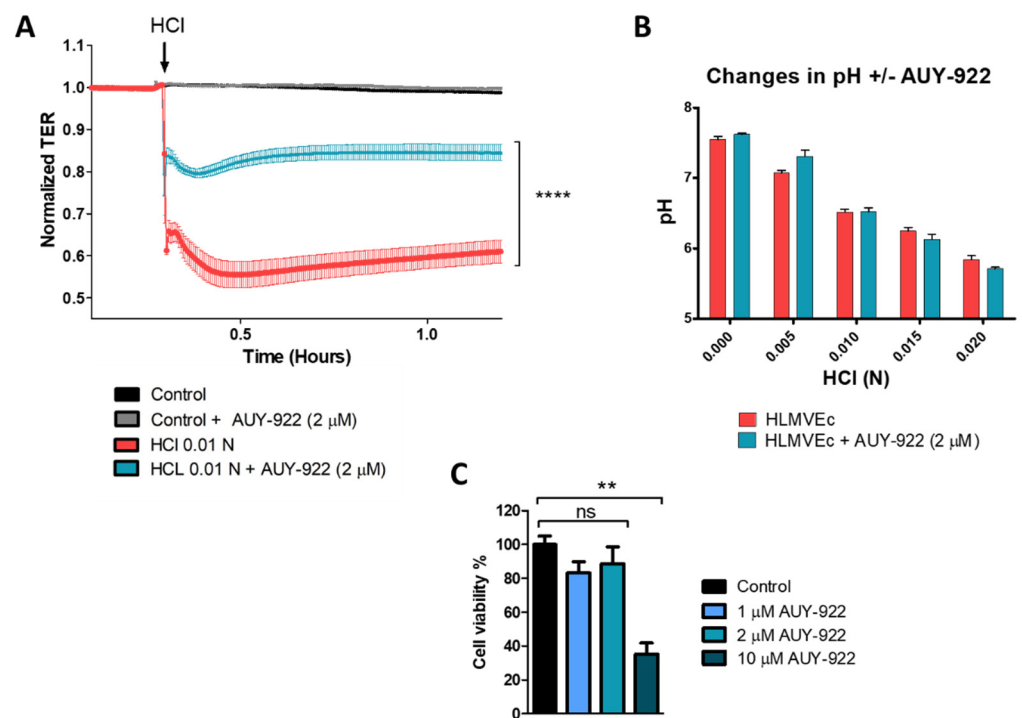 A
HCl
1.1
1.0
0.9
0.8
0.7
0.6
0.5
Normalized TER
****
0.5
1.0
Time (Hours)
Control
Control + AUY-922 (2 μM)
HCl 0.01 N
HCL 0.01 N + AUY-922 (2 μM)
B
Changes in pH +/- AUY-922
8
7
6
5
pH
0.000
0.005
0.010
0.015
0.020
HCl (N)
HLMVEc
HLMVEc + AUY-922 (2 μM)
C
**
ns
120
100
80
60
40
20
0
Cell viability %
Control
1 μM AUY-922
2 μM AUY-922
10 μM AUY-922